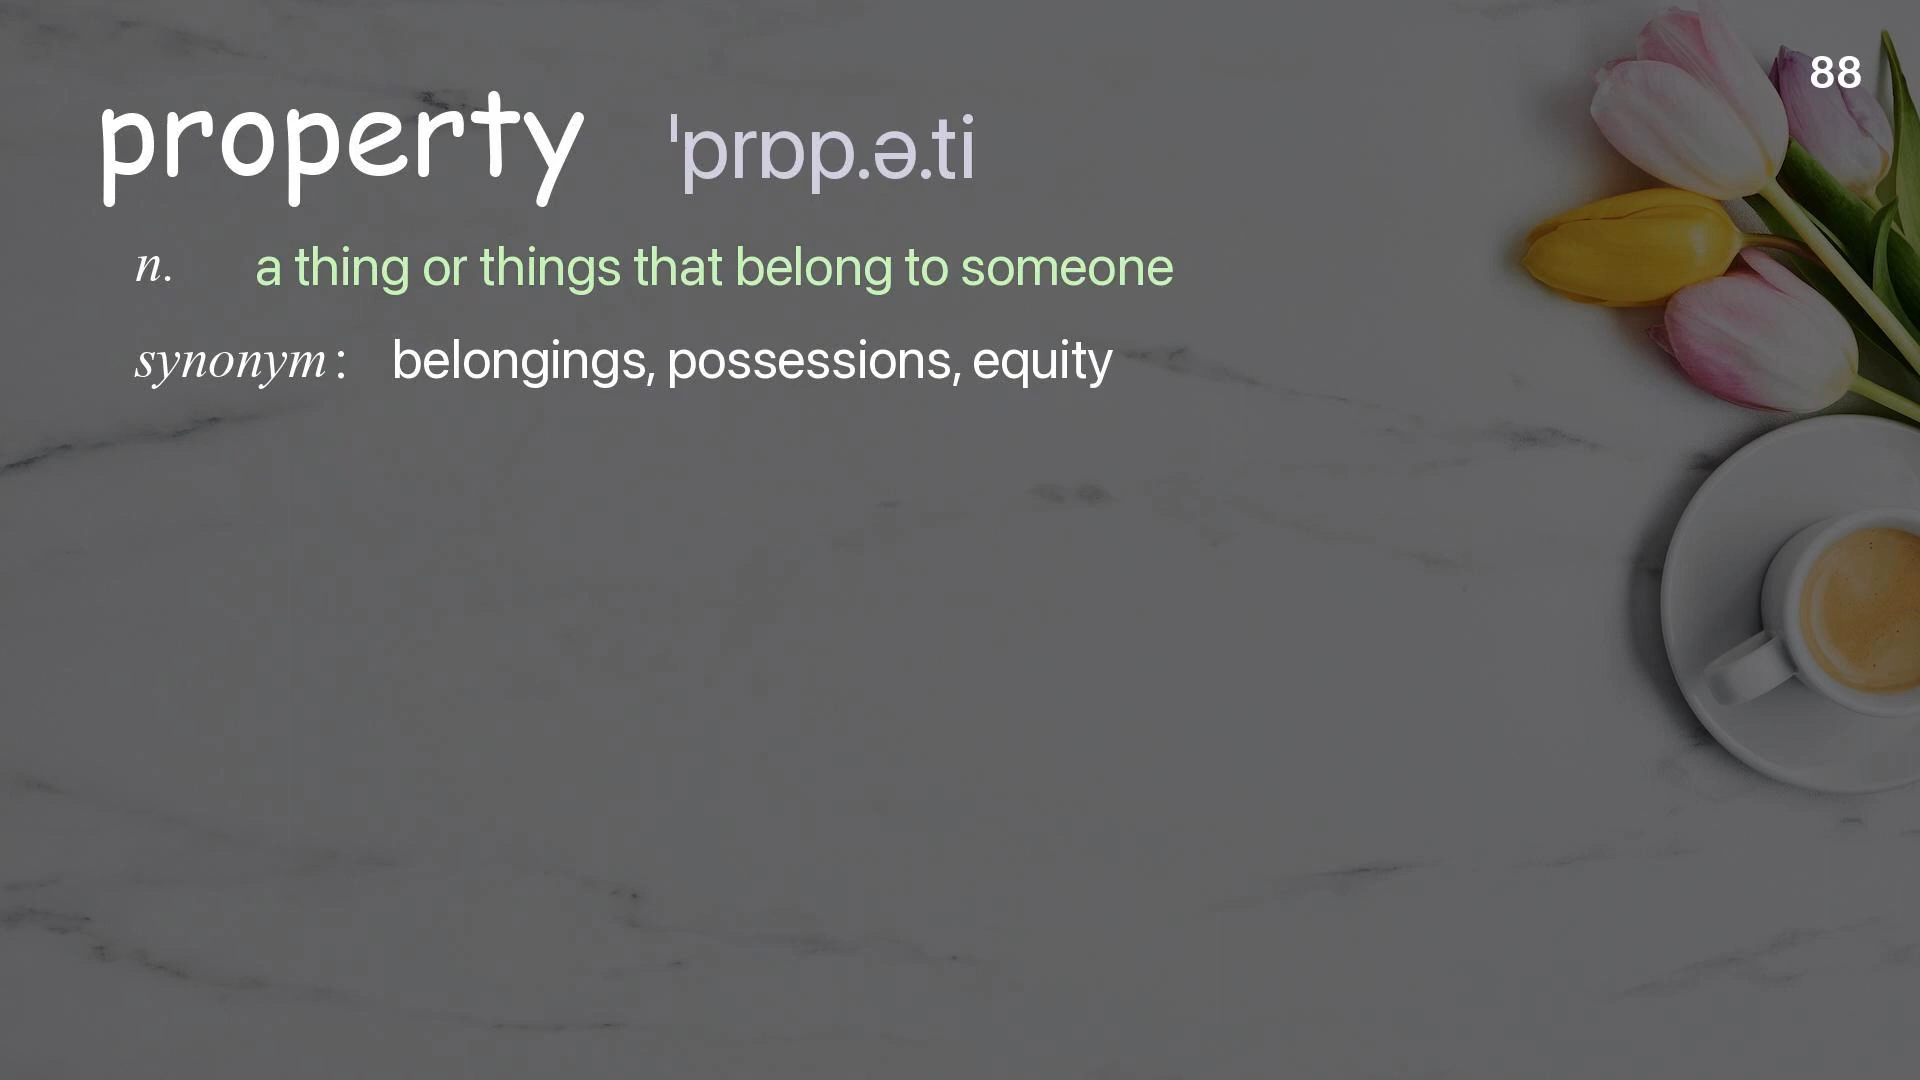 88
property ˈprɒp.ə.ti
n. a thing or things that belong to someone
synonym: belongings, possessions, equity